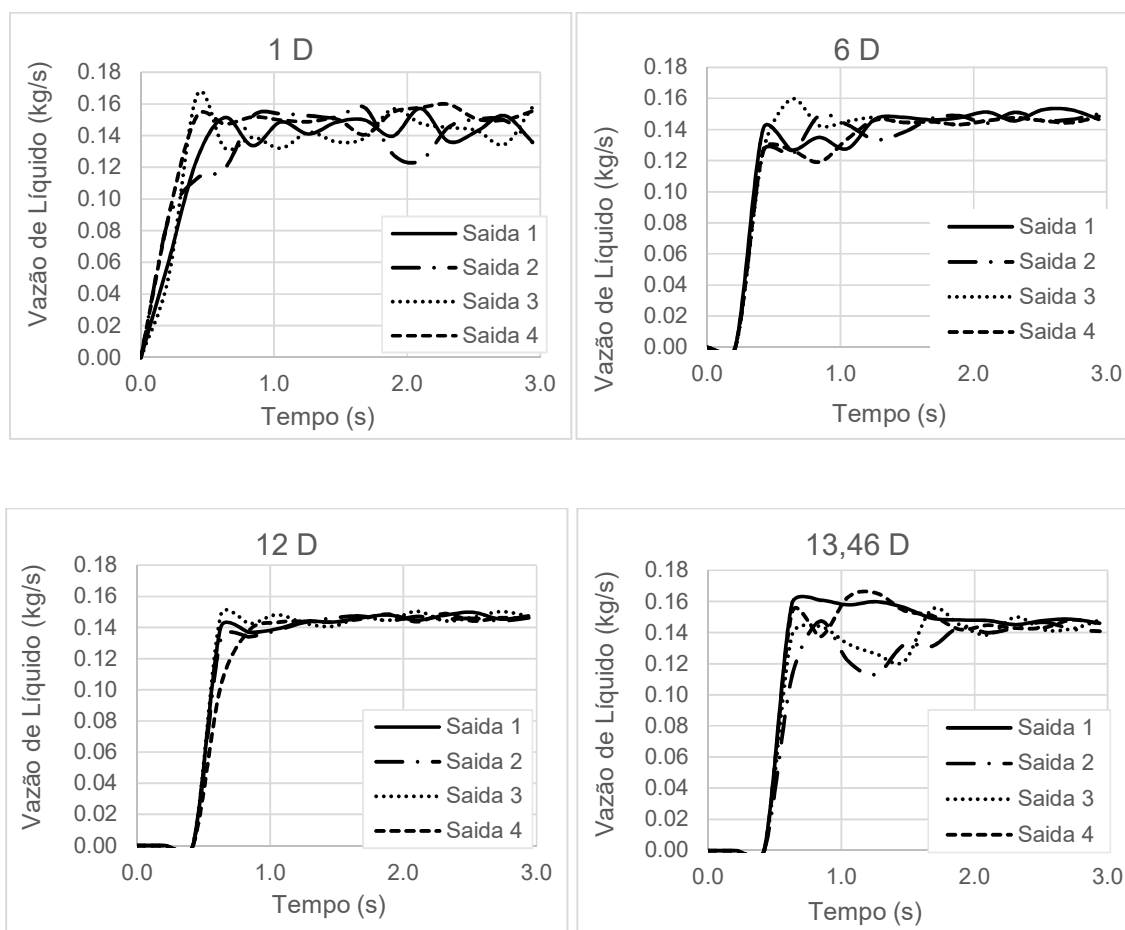 1 D
Vazão de Líquido (kg/s)
0.18
0.16
0.14
0.12
0.10
0.08
0.06
0.04
0.02
0.00
0.0
1.0
2.0
3.0
Tempo (s)
Saida 1
Saida 2
Saida 3
Saida 4
6 D
Vazão de Líquido (kg/s)
0.18
0.16
0.14
0.12
0.10
0.08
0.06
0.04
0.02
0.00
0.0
1.0
2.0
3.0
Tempo (s)
Saida 1
Saida 2
Saida 3
Saida 4
12 D
Vazão de Líquido (kg/s)
0.18
0.16
0.14
0.12
0.10
0.08
0.06
0.04
0.02
0.00
0.0
1.0
2.0
3.0
Tempo (s)
Saida 1
Saida 2
Saida 3
Saida 4
13,46 D
Vazão de Líquido (kg/s)
0.18
0.16
0.14
0.12
0.10
0.08
0.06
0.04
0.02
0.00
0.0
1.0
2.0
3.0
Tempo (s)
Saida 1
Saida 2
Saida 3
Saida 4